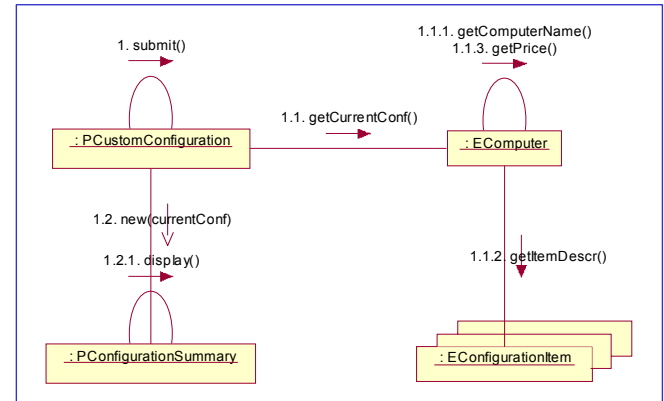 1. submit()
1.1.1. getComputerName()
1.1.3. getPrice()
1.1. getCurrentConf()
: PCustomConfiguration
: EComputer
1.2. new(currentConf)
1.2.1. display()
1.1.2. getItemDescr()
: PConfigurationSummary
: EConfigurationItem